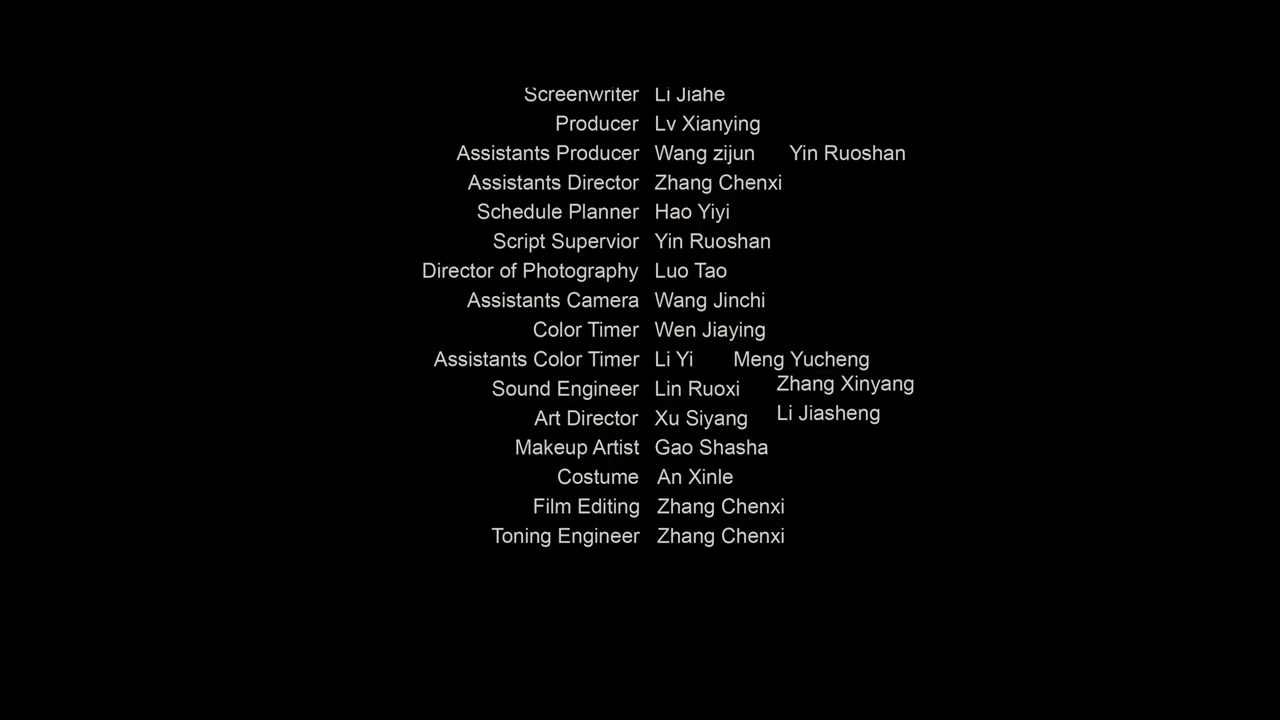 Screenwriter Li Jiahe
Producer Lv Xianying
Assistants Producer Wang zijun Yin Ruoshan
Assistants Director Zhang Chenxi
Schedule Planner Hao Yiyi
Script Supervior Yin Ruoshan
Director of Photography Luo Tao
Assistants Camera Wang Jinchi
Color Timer Wen Jiaying
Assistants Color Timer Li Yi Meng Yucheng
Sound Engineer Lin Ruoxi Zhang Xinyang
Art Director Xu Siyang Li Jiasheng
Makeup Artist Gao Shasha
Costume An Xinle
Film Editing Zhang Chenxi
Toning Engineer Zhang Chenxi